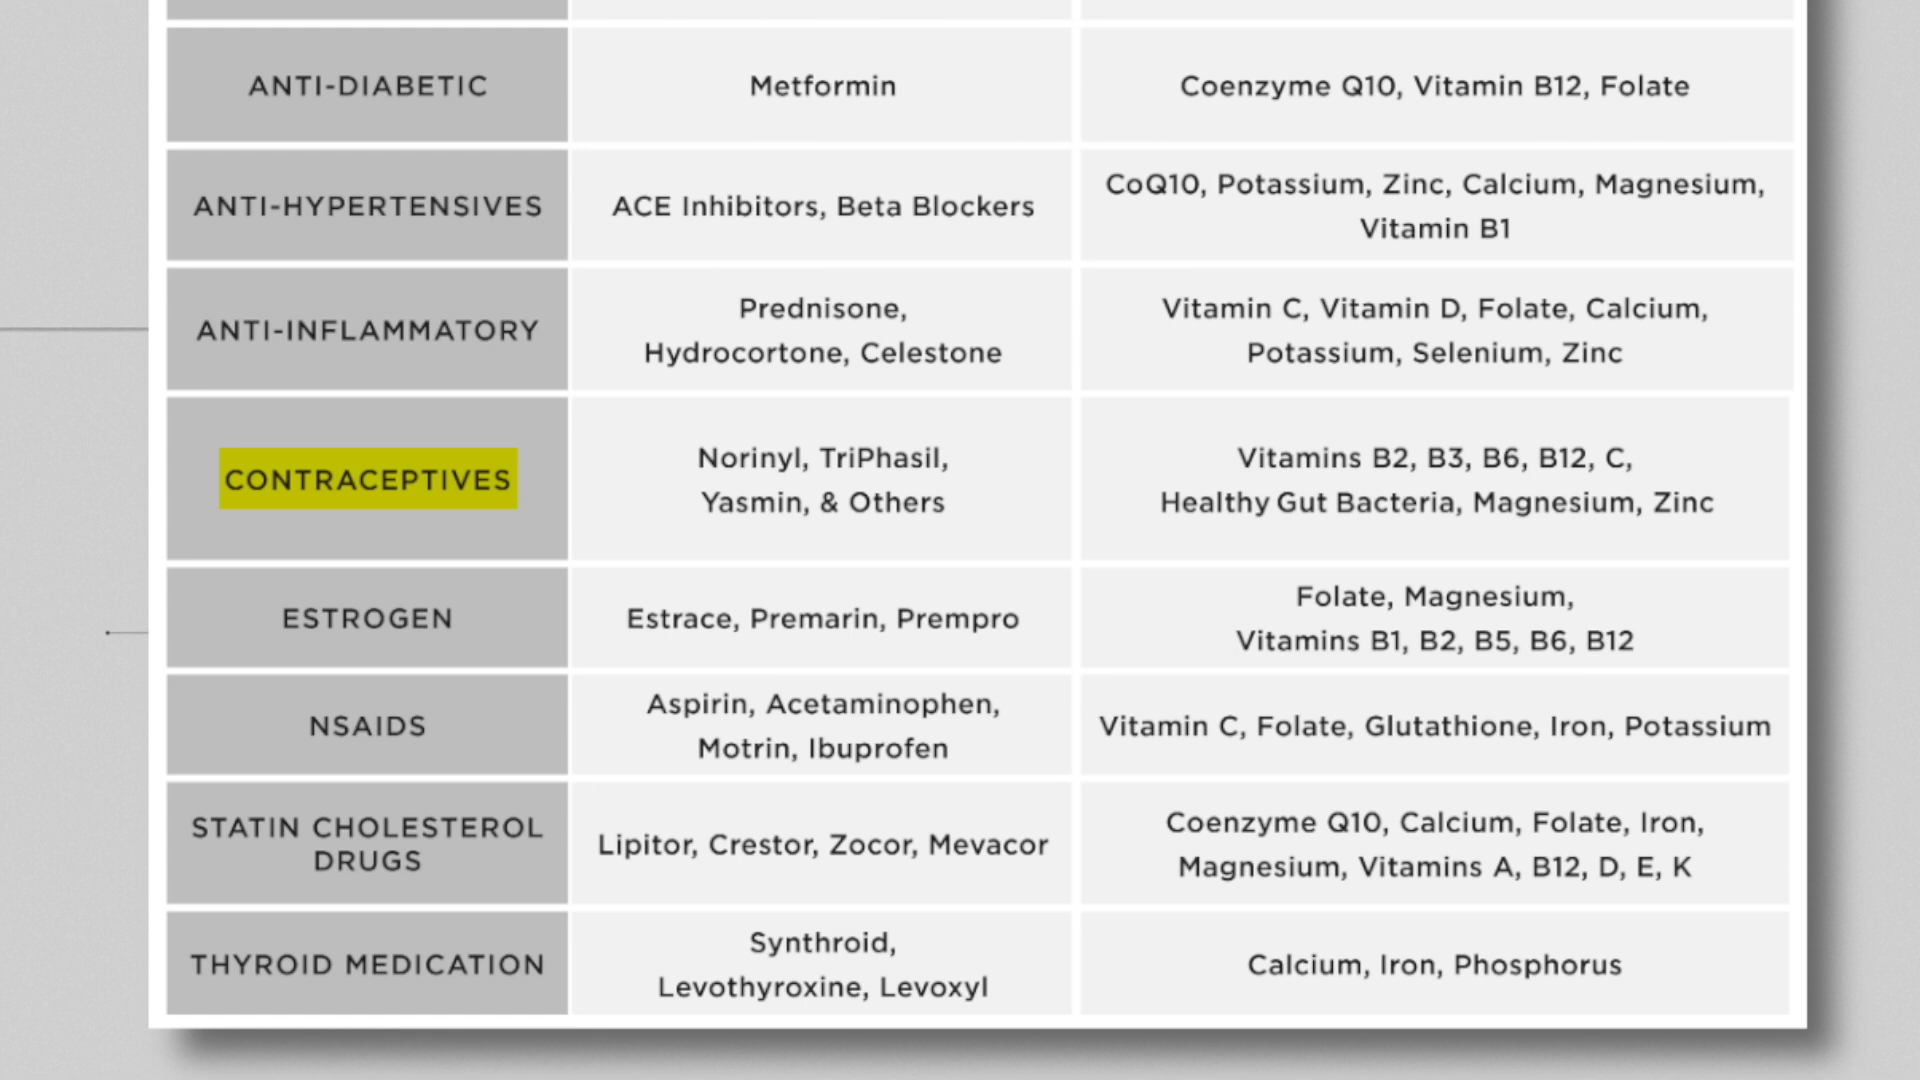 ANTI-DIABETIC
Metformin
Coenzyme Q10, Vitamin B12, Folate
ANTI-HYPERTENSIVES
ACE Inhibitors, Beta Blockers
CoQ10, Potassium, Zinc, Calcium, Magnesium,
Vitamin B1
ANTI-INFLAMMATORY
Prednisone,
Hydrocortone, Celestone
Vitamin C, Vitamin D, Folate, Calcium,
Potassium, Selenium, Zinc
CONTRACEPTIVES
Norinyl, TriPhasil,
Yasmin, & Others
Vitamins B2, B3, B6, B12, C,
Healthy Gut Bacteria, Magnesium, Zinc
ESTROGEN
Estrace, Premarin, Prempro
Folate, Magnesium,
Vitamins B1, B2, B5, B6, B12
NSAIDS
Aspirin, Acetaminophen,
Motrin, Ibuprofen
Vitamin C, Folate, Glutathione, Iron, Potassium
STATIN CHOLESTEROL
DRUGS
Lipitor, Crestor, Zocor, Mevacor
Coenzyme Q10, Calcium, Folate, Iron,
Magnesium, Vitamins A, B12, D, E, K
THYROID MEDICATION
Synthroid,
Levothyroxine, Levoxyl
Calcium, Iron, Phosphorus